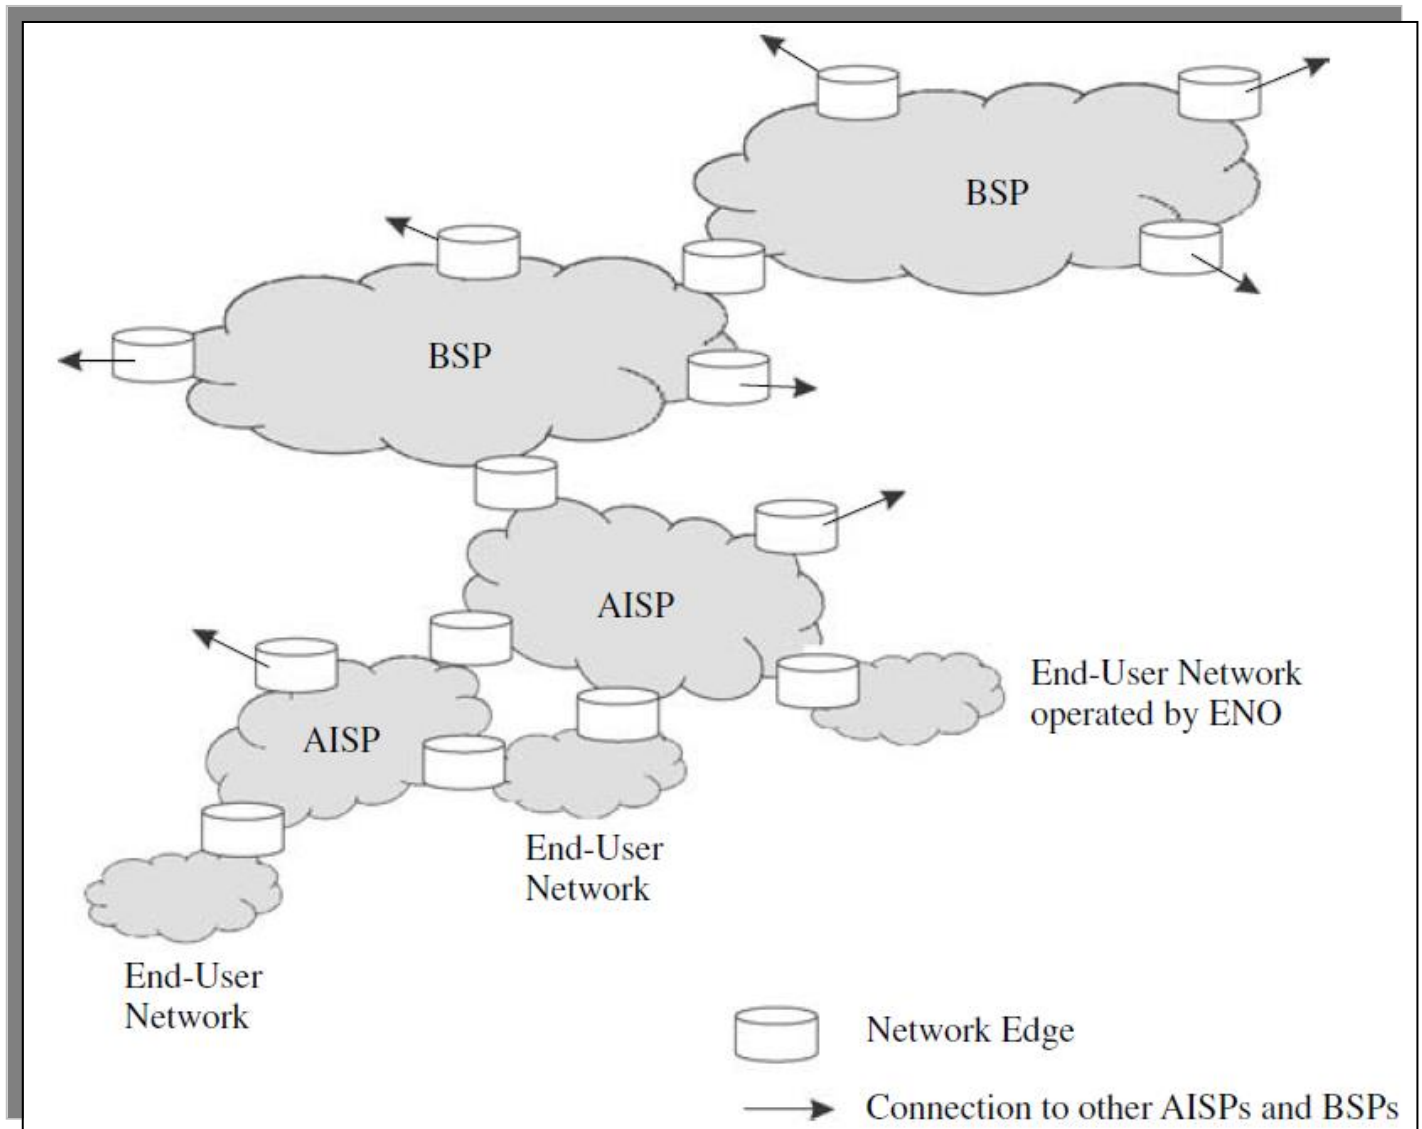 BSP
BSP
AISP
End-User Network
operated by ENO
AISP
End-User
Network
End-User
Network
Network Edge
Connection to other AISPs and BSPs